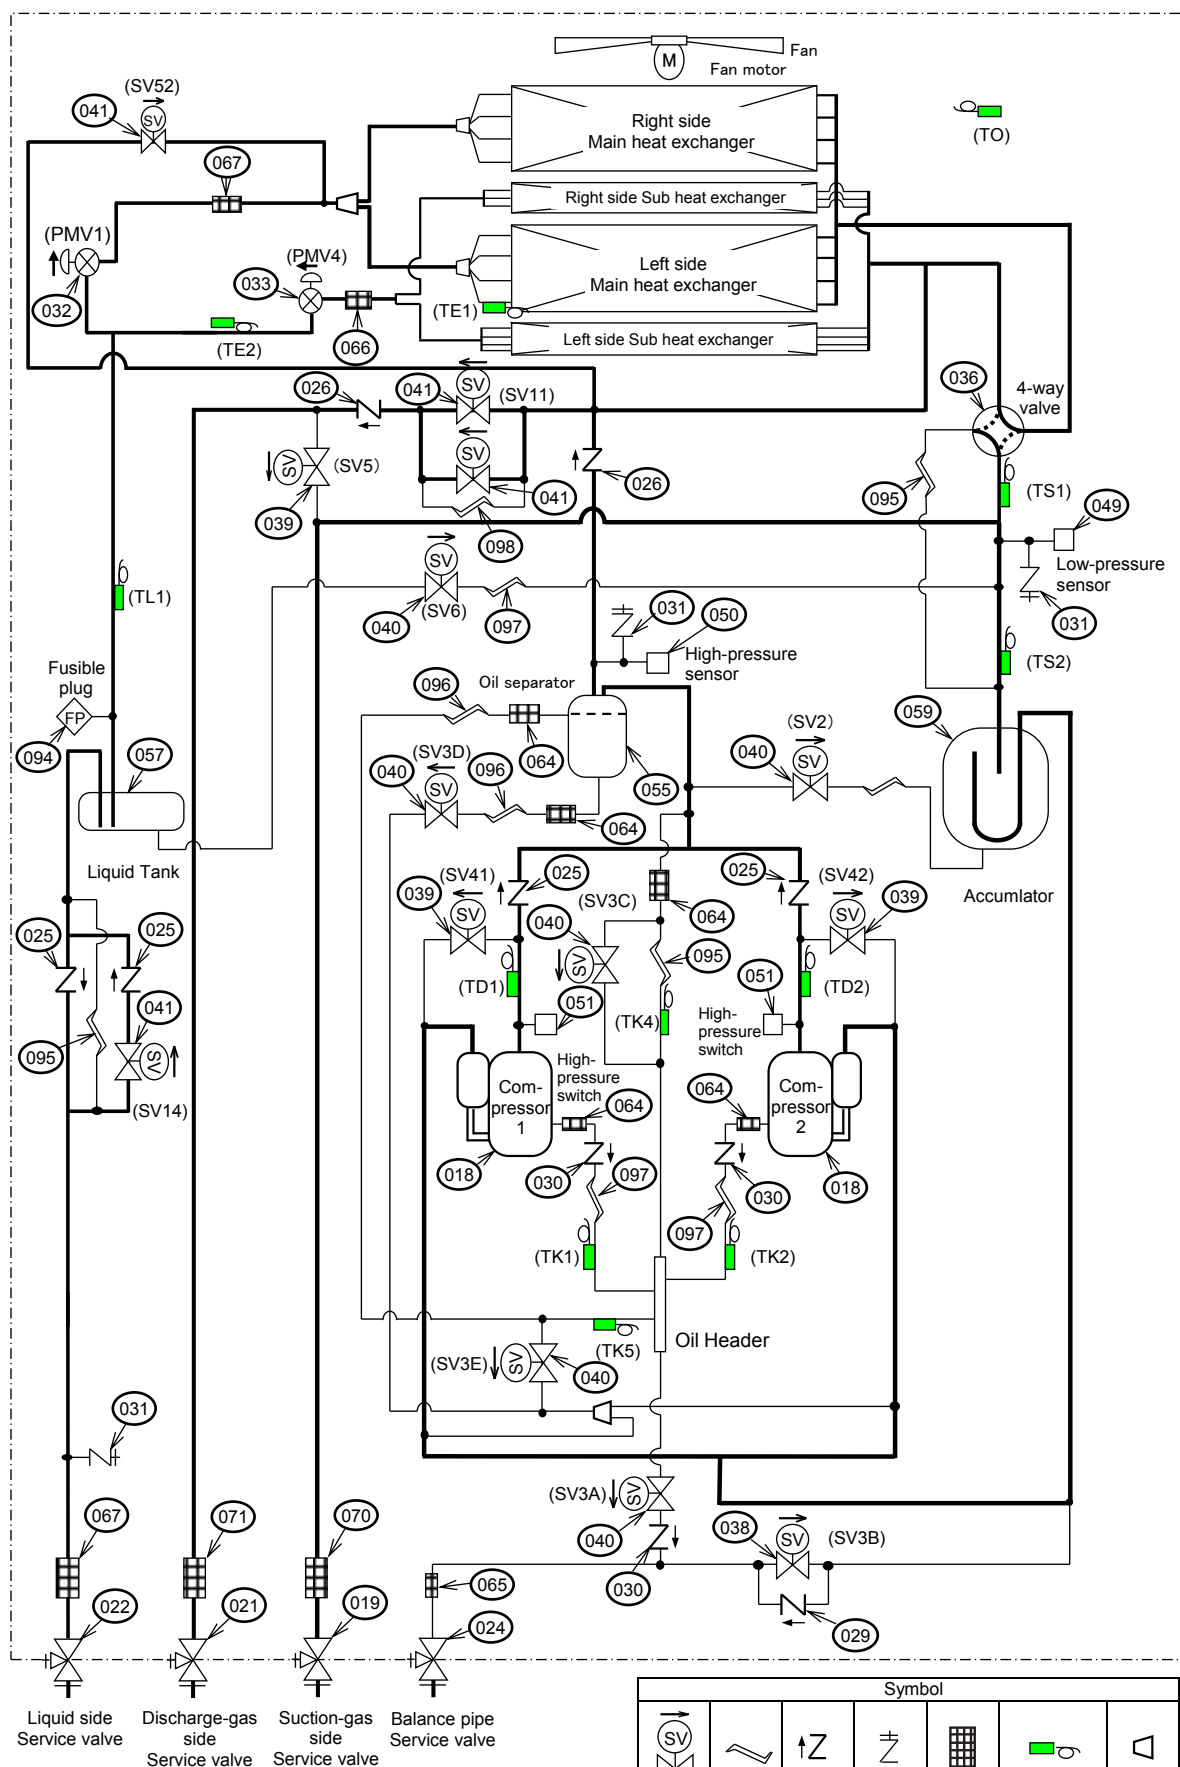 Fan
M
Fan motor
(SV52)
041
SV
Right side
Main heat exchanger
(TO)
067
Right side Sub heat exchanger
(PMV1)
032
(PMV4)
033
Left side
Main heat exchanger
(TE1)
(TE2)
066
Left side Sub heat exchanger
026
041
SV
(SV11)
036
4-way
valve
SV
(SV5)
SV
041
026
095
(TS1)
039
098
049
SV
Low-pressure
sensor
(TL1)
040
(SV6)
097
031
050
031
High-pressure
sensor
(TS2)
Fusible
plug
FP
096
Oil separator
059
094
057
064
(SV2)
SV
040
(SV3D)
040
SV
096
055
064
Liquid Tank
(SV41)
025
025
(SV42)
Accumlator
039
SV
(SV3C)
040
064
SV
039
025
025
SV
095
(TD1)
051
(TD2)
051
041
(TK4)
High-
pressure
switch
095
SV
High-
pressure
switch
(SV14)
Com-
pressor
1
064
064
Com-
pressor
2
018
030
097
097
030
018
(TK1)
(TK2)
Oil Header
(TK5)
(SV3E)
SV
040
031
(SV3A)
SV
040
038
SV
(SV3B)
067
071
070
065
030
029
022
021
019
024
Liquid side
Service valve
Discharge-gas
side
Service valve
Suction-gas
side
Service valve
Balance pipe
Service valve
Symbol
SV